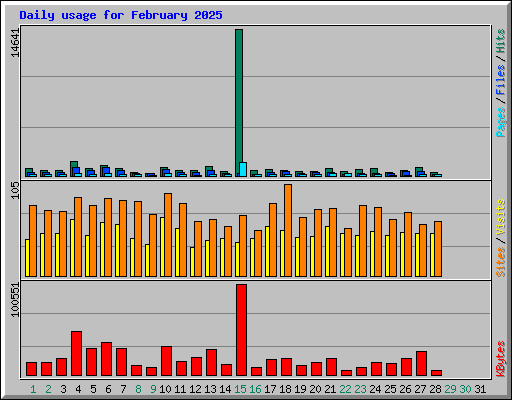 Daily usage for February 2025
14641
Pages / Files / Hits
105
Sites / Visits
100551
KBytes
1 2 3 4 5 6 7 8 9 10 11 12 13 14 15 16 17 18 19 20 21 22 23 24 25 26 27 28 29 30 31